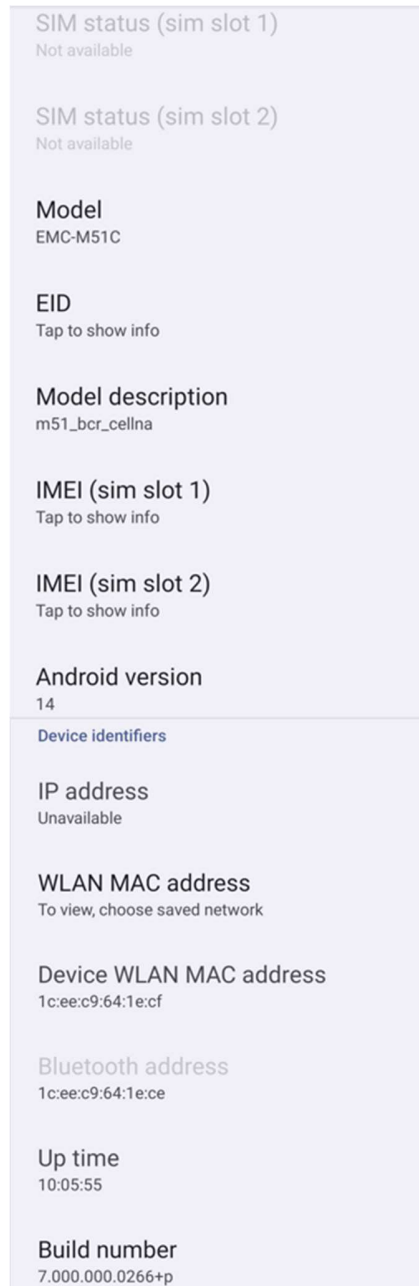 SIM status (sim slot 1)
Not available
SIM status (sim slot 2)
Not available
Model
EMC-M51C
EID
Tap to show info
Model description
m51_bcr_cellna
IMEI (sim slot 1)
Tap to show info
IMEI (sim slot 2)
Tap to show info
Android version
14
Device identifiers
IP address
Unavailable
WLAN MAC address
To view, choose saved network
Device WLAN MAC address
1c:ee:c9:64:1e:cf
Bluetooth address
1c:ee:c9:64:1e:ce
Up time
10:05:55
Build number
7.000.000.0266+p